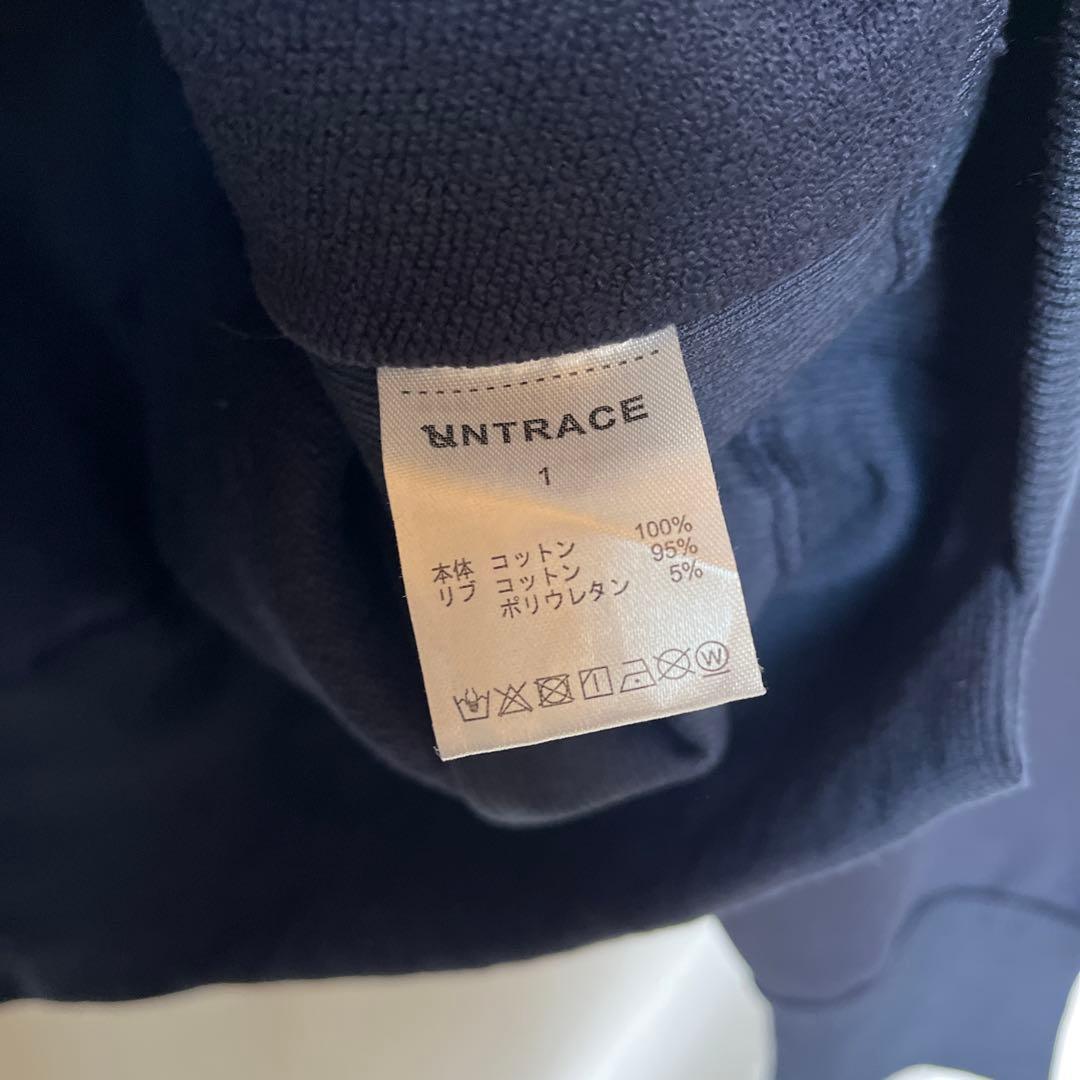 UNTRACE
1
本体 コットン 100%
リブ コットン 95%
ポリウレタン 5%
W